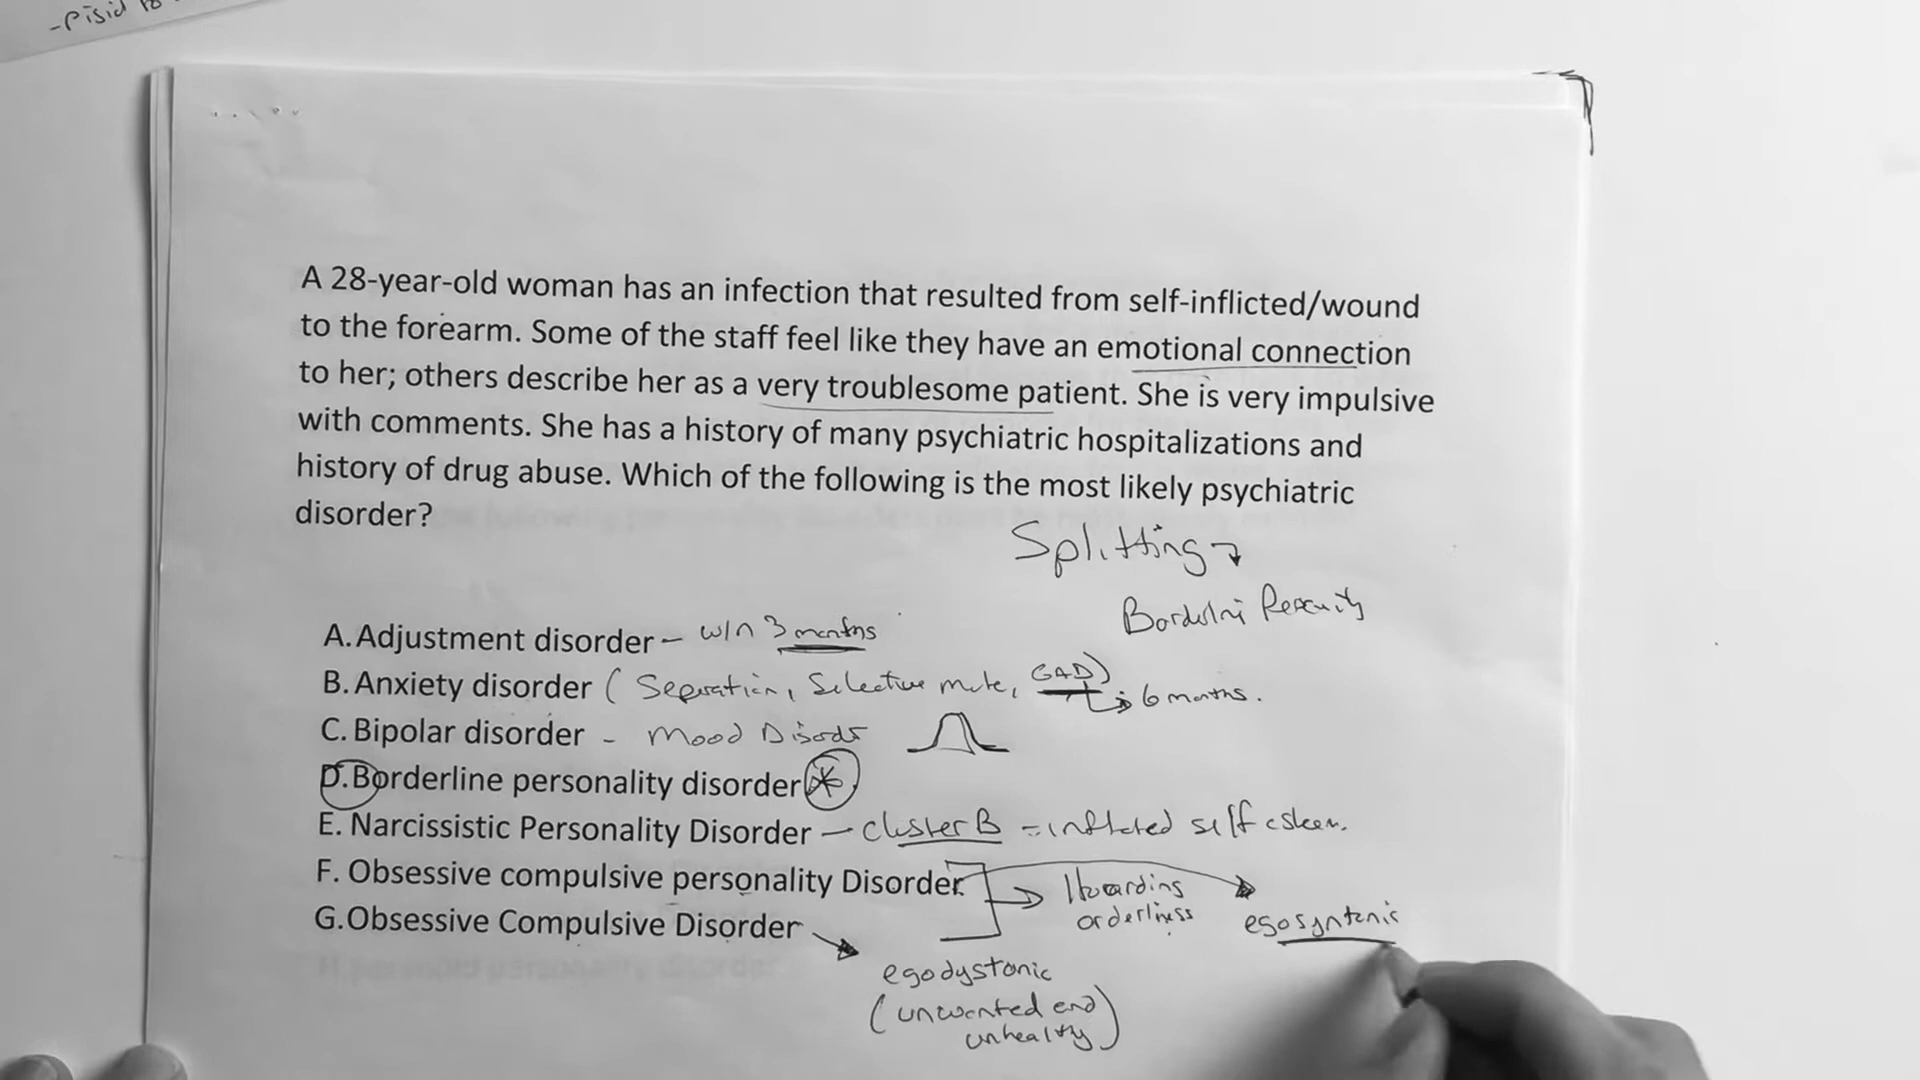 A 28-year-old woman has an infection that resulted from self-inflicted/wound
to the forearm. Some of the staff feel like they have an emotional connection
to her; others describe her as a very troublesome patient. She is very impulsive
with comments. She has a history of many psychiatric hospitalizations and
history of drug abuse. Which of the following is the most likely psychiatric
disorder?
Splitting
A. Adjustment disorder - w/n 3 months
B. Anxiety disorder ( Separation, Selective mute, GAD) 6 months.
C. Bipolar disorder - Mood
D. Borderline personality disorder *
E. Narcissistic Personality Disorder - cluster B = inflated self
F. Obsessive compulsive personality Disorder Hoarding
orderliness
egosyntonic
G. Obsessive Compulsive Disorder
egodystonic
(unwanted and
unhealthy)